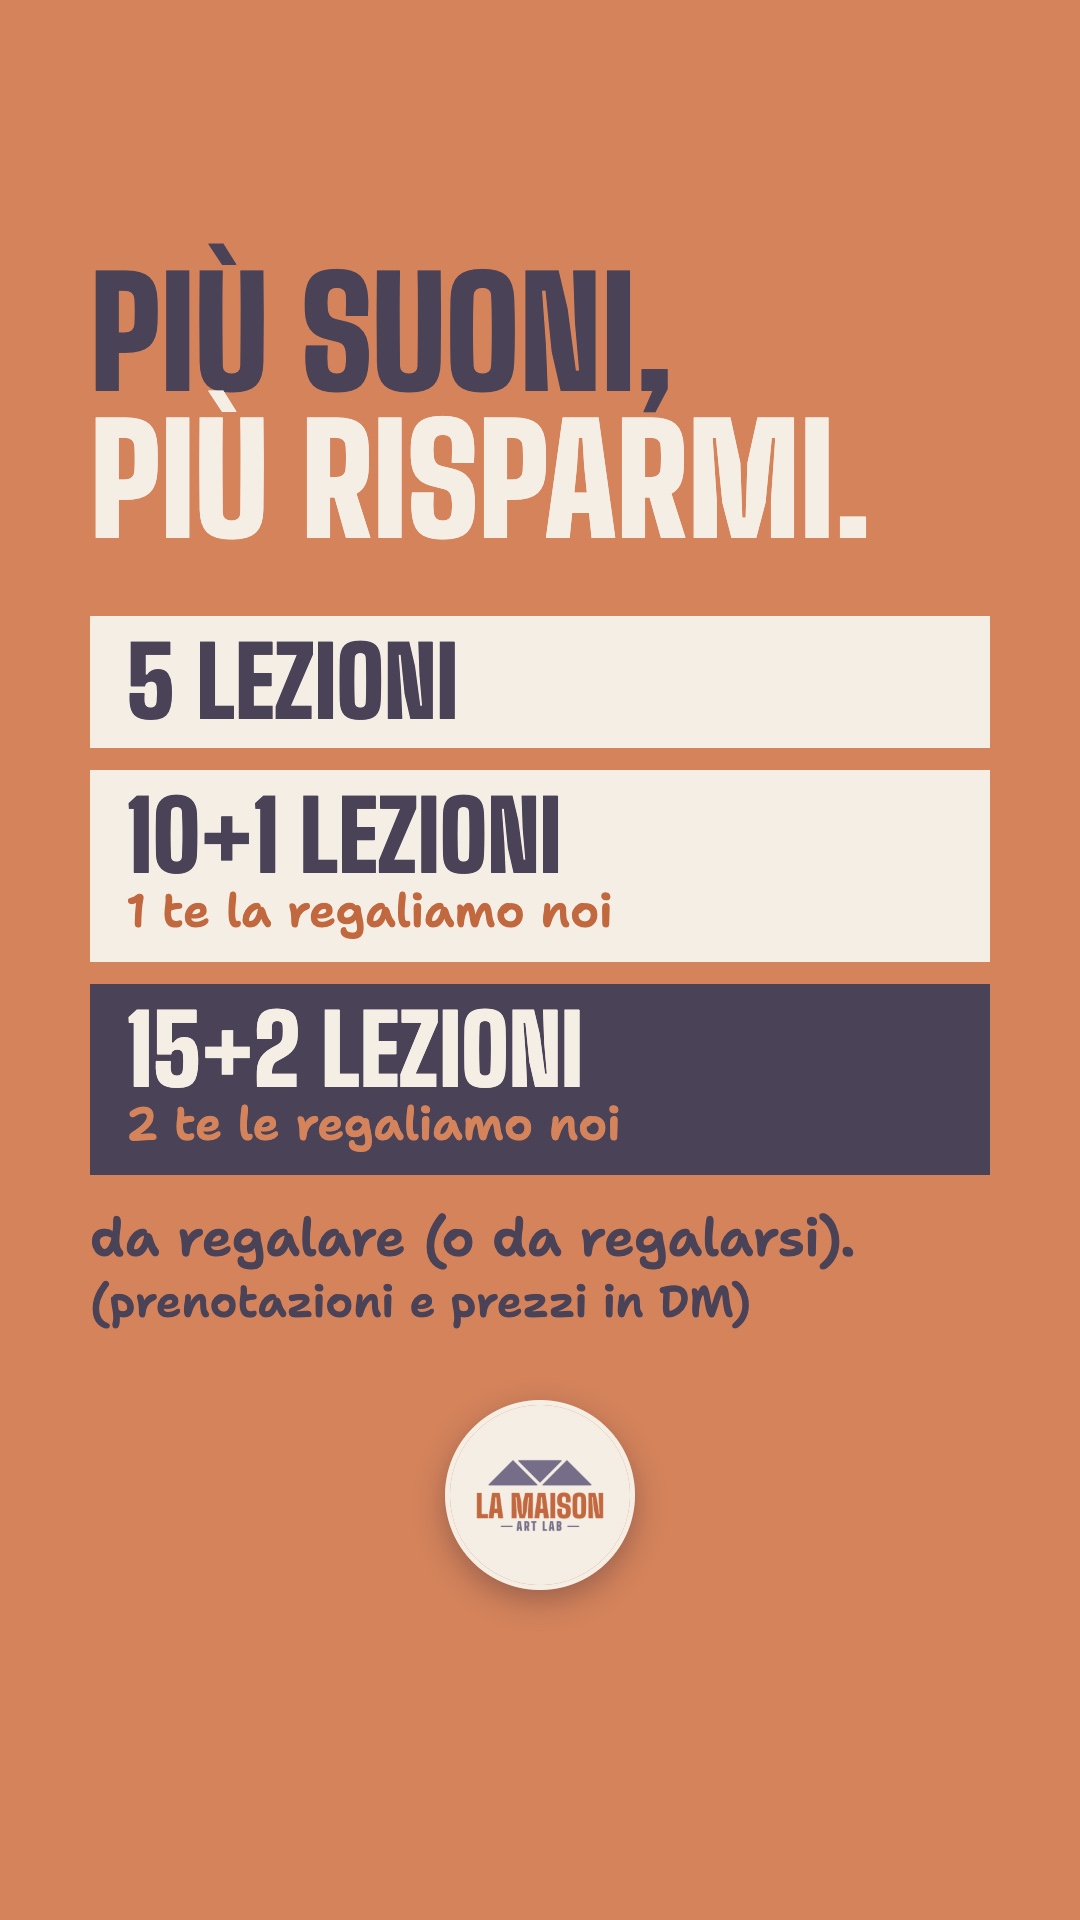 PIÙ SUONI,
PIÙ RISPARMI.
5 LEZIONI
10+1 LEZIONI
1 te la regaliamo noi
15+2 LEZIONI
2 te le regaliamo noi
da regalare (o da regalarsi).
(prenotazioni e prezzi in DM)
LA MAISON
ART LAB